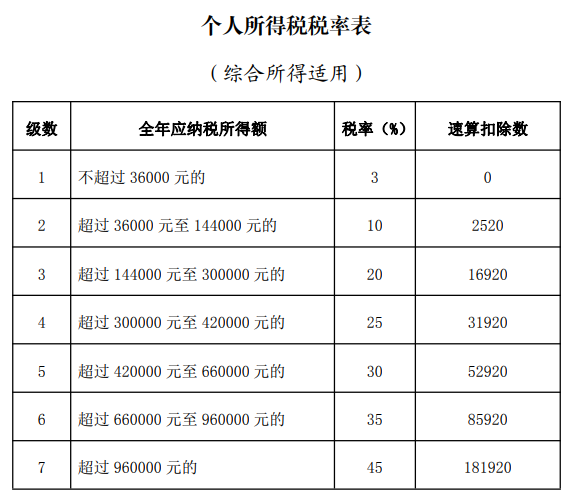 个人所得税税率表
（综合所得适用）
级数 全年应纳税所得额 税率（%） 速算扣除数
1 不超过 36000 元的 3 0
2 超过 36000 元至 144000 元的 10 2520
3 超过 144000 元至 300000 元的 20 16920
4 超过 300000 元至 420000 元的 25 31920
5 超过 420000 元至 660000 元的 30 52920
6 超过 660000 元至 960000 元的 35 85920
7 超过 960000 元的 45 181920